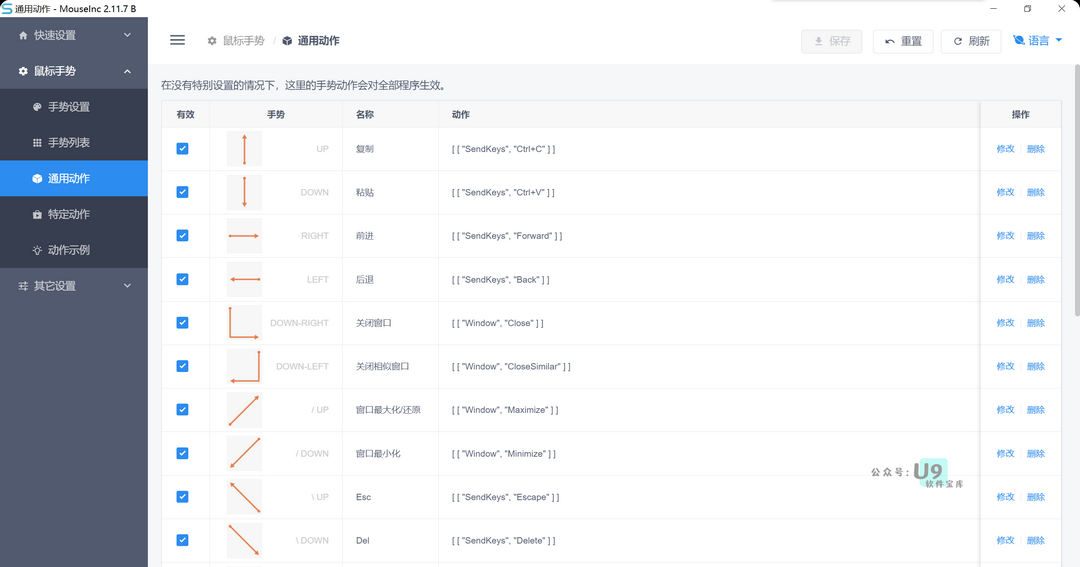 通用动作 - MouseInc 2.11.7 B
快速设置
鼠标手势
手势设置
手势列表
通用动作
特定动作
动作示例
其它设置
鼠标手势 / 通用动作
保存 重置 刷新 语言
在没有特别设置的情况下，这里的手势动作会对全部程序生效。
有效 手势 名称 动作 操作
UP 复制 [ [ "SendKeys", "Ctrl+C" ] ] 修改 删除
DOWN 粘贴 [ [ "SendKeys", "Ctrl+V" ] ] 修改 删除
RIGHT 前进 [ [ "SendKeys", "Forward" ] ] 修改 删除
LEFT 后退 [ [ "SendKeys", "Back" ] ] 修改 删除
DOWN-RIGHT 关闭窗口 [ [ "Window", "Close" ] ] 修改 删除
DOWN-LEFT 关闭相似窗口 [ [ "Window", "CloseSimilar" ] ] 修改 删除
/ UP 窗口最大化/还原 [ [ "Window", "Maximize" ] ] 修改 删除
/ DOWN 窗口最小化 [ [ "Window", "Minimize" ] ] 修改 删除
\ UP Esc [ [ "SendKeys", "Escape" ] ] 修改 删除
\ DOWN Del [ [ "SendKeys", "Delete" ] ] 修改 删除
公众号：U9
软件宝库